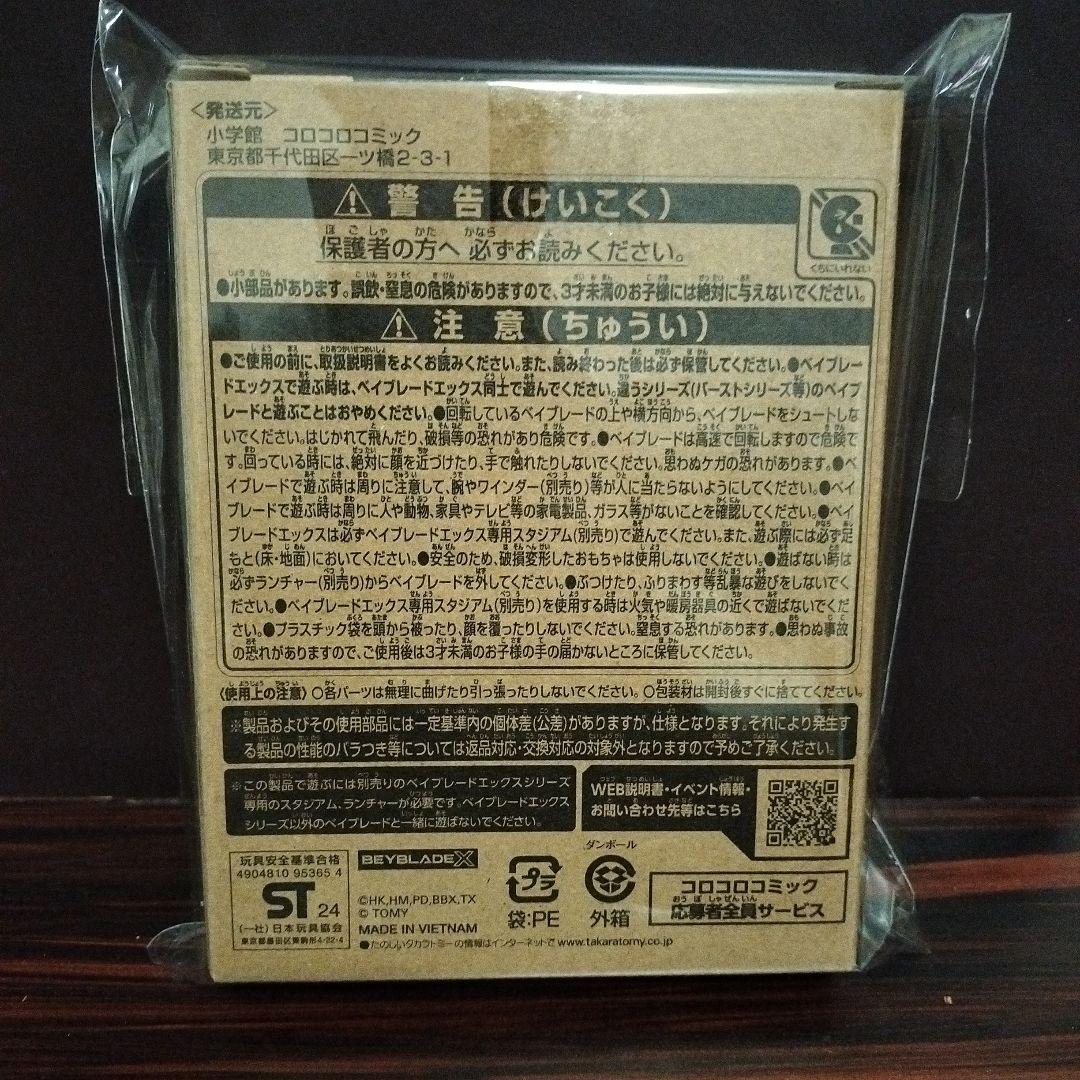 <発送元>
小学館 コロコロコミック
東京都千代田区一ツ橋2-3-1
⚠ 警告(けいこく)
くちにいれない
保護者の方へ 必ずお読みください。
●小部品があります。誤飲・窒息の危険がありますので、3才未満のお子様には絶対に与えないでください。
⚠ 注意(ちゅうい)
●ご使用の前に、取扱説明書をよくお読みください。また、読み終わった後は必ず保管してください。●ベイブレー
ドエックスで遊ぶ時は、ベイブレードエックス同士で遊んでください。違うシリーズ(バーストシリーズ等)のベイブ
レードと遊ぶことはおやめください。●回転しているベイブレードの上や横方向から、ベイブレードをシュートしな
いでください。はじかれて飛んだり、破損等の恐れがあり危険です。●ベイブレードは高速で回転しますので危険で
す。回っている時には、絶対に顔を近づけたり、手で触れたりしないでください。思わぬケガの恐れがあります。●ベ
イブレードで遊ぶ時は周りに注意して、腕やワインダー(別売り)等が人に当たらないようにしてください。●ベイ
ブレードで遊ぶ時は周りに人や動物、家具やテレビ等の家電製品、ガラス等がないことを確認してください。●ベイ
ブレードエックスは必ずベイブレードエックス専用スタジアム(別売り)で遊んでください。また、遊ぶ際には必ず足
もと(床・地面)においてください。●安全のため、破損変形したおもちゃは使用しないでください。●遊ばない時は
必ずランチャー(別売り)からベイブレードを外してください。●ぶつけたり、ふりまわす等乱暴な遊びをしないでく
ださい。●ベイブレードエックス専用スタジアム(別売り)を使用する時は火気や暖房器具の近くで遊ばないでくだ
さい。●プラスチック袋を頭から被ったり、顔を覆ったりしないでください。窒息する恐れがあります。●思わぬ事故
の恐れがありますので、ご使用後は3才未満のお子様の手の届かないところに保管してください。
〈使用上の注意〉○各パーツは無理に曲げたり引っ張ったりしないでください。○包装材は開封後すぐに捨ててください。
※製品およびその使用部品には一定基準内の個体差(公差)がありますが、仕様となります。それにより発生す
る製品の性能のバラつき等については返品対応・交換対応の対象外となりますので予めご了承ください。
※この製品で遊ぶには別売りのベイブレードエックスシリーズ
専用のスタジアム、ランチャーが必要です。ベイブレードエックス
シリーズ以外のベイブレードと一緒に遊ばないでください。
WEB説明書・イベント情報・
お問い合わせ先等はこちら
玩具安全基準合格
4904810 95365 4
ST 24
(一社)日本玩具協会
東京都墨田区東駒形4-22-4
BEYBLADE X
©HK,HM,PD,BBX,TX
© TOMY
MADE IN VIETNAM
●たのしいタカラトミーの情報はインターネットで www.takaratomy.co.jp
プラ
袋:PE
ダンボール
外箱
コロコロコミック
応募者全員サービス